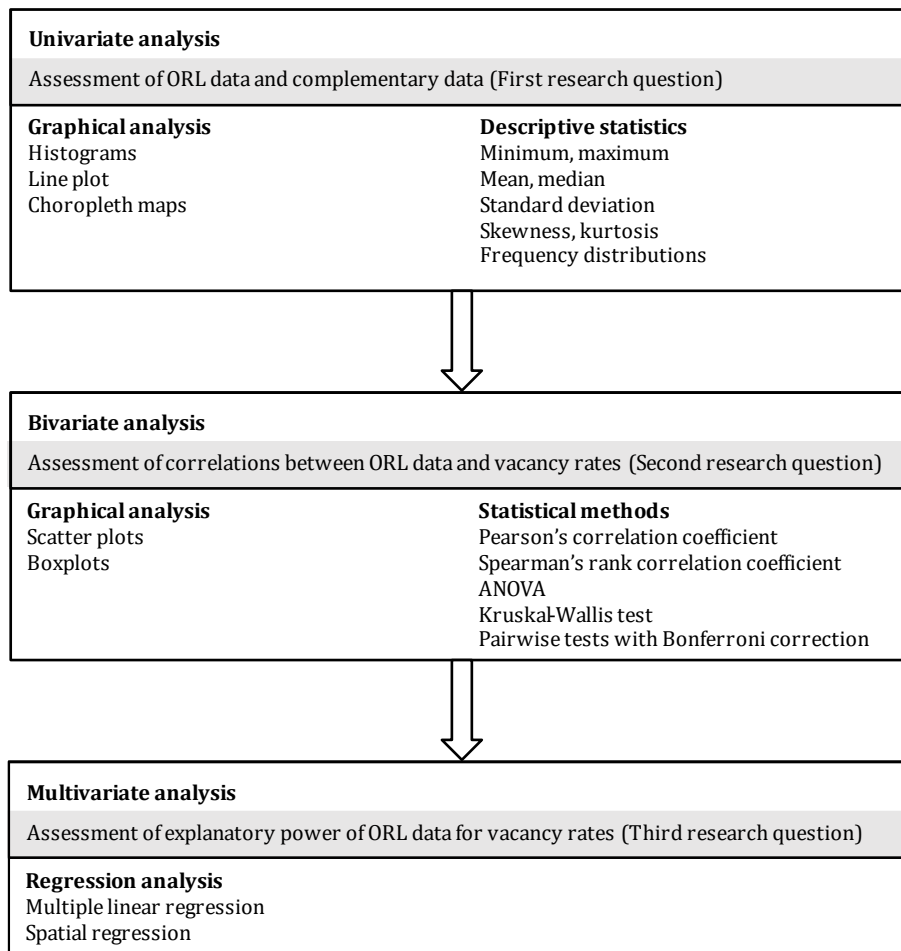 Univariate analysis
Assessment of ORL data and complementary data (First research question)
Graphical analysis
Histograms
Line plot
Choropleth maps
Descriptive statistics
Minimum, maximum
Mean, median
Standard deviation
Skewness, kurtosis
Frequency distributions
Bivariate analysis
Assessment of correlations between ORL data and vacancy rates (Second research question)
Graphical analysis
Scatter plots
Boxplots
Statistical methods
Pearson’s correlation coefficient
Spearman’s rank correlation coefficient
ANOVA
Kruskal-Wallis test
Pairwise tests with Bonferroni correction
Multivariate analysis
Assessment of explanatory power of ORL data for vacancy rates (Third research question)
Regression analysis
Multiple linear regression
Spatial regression